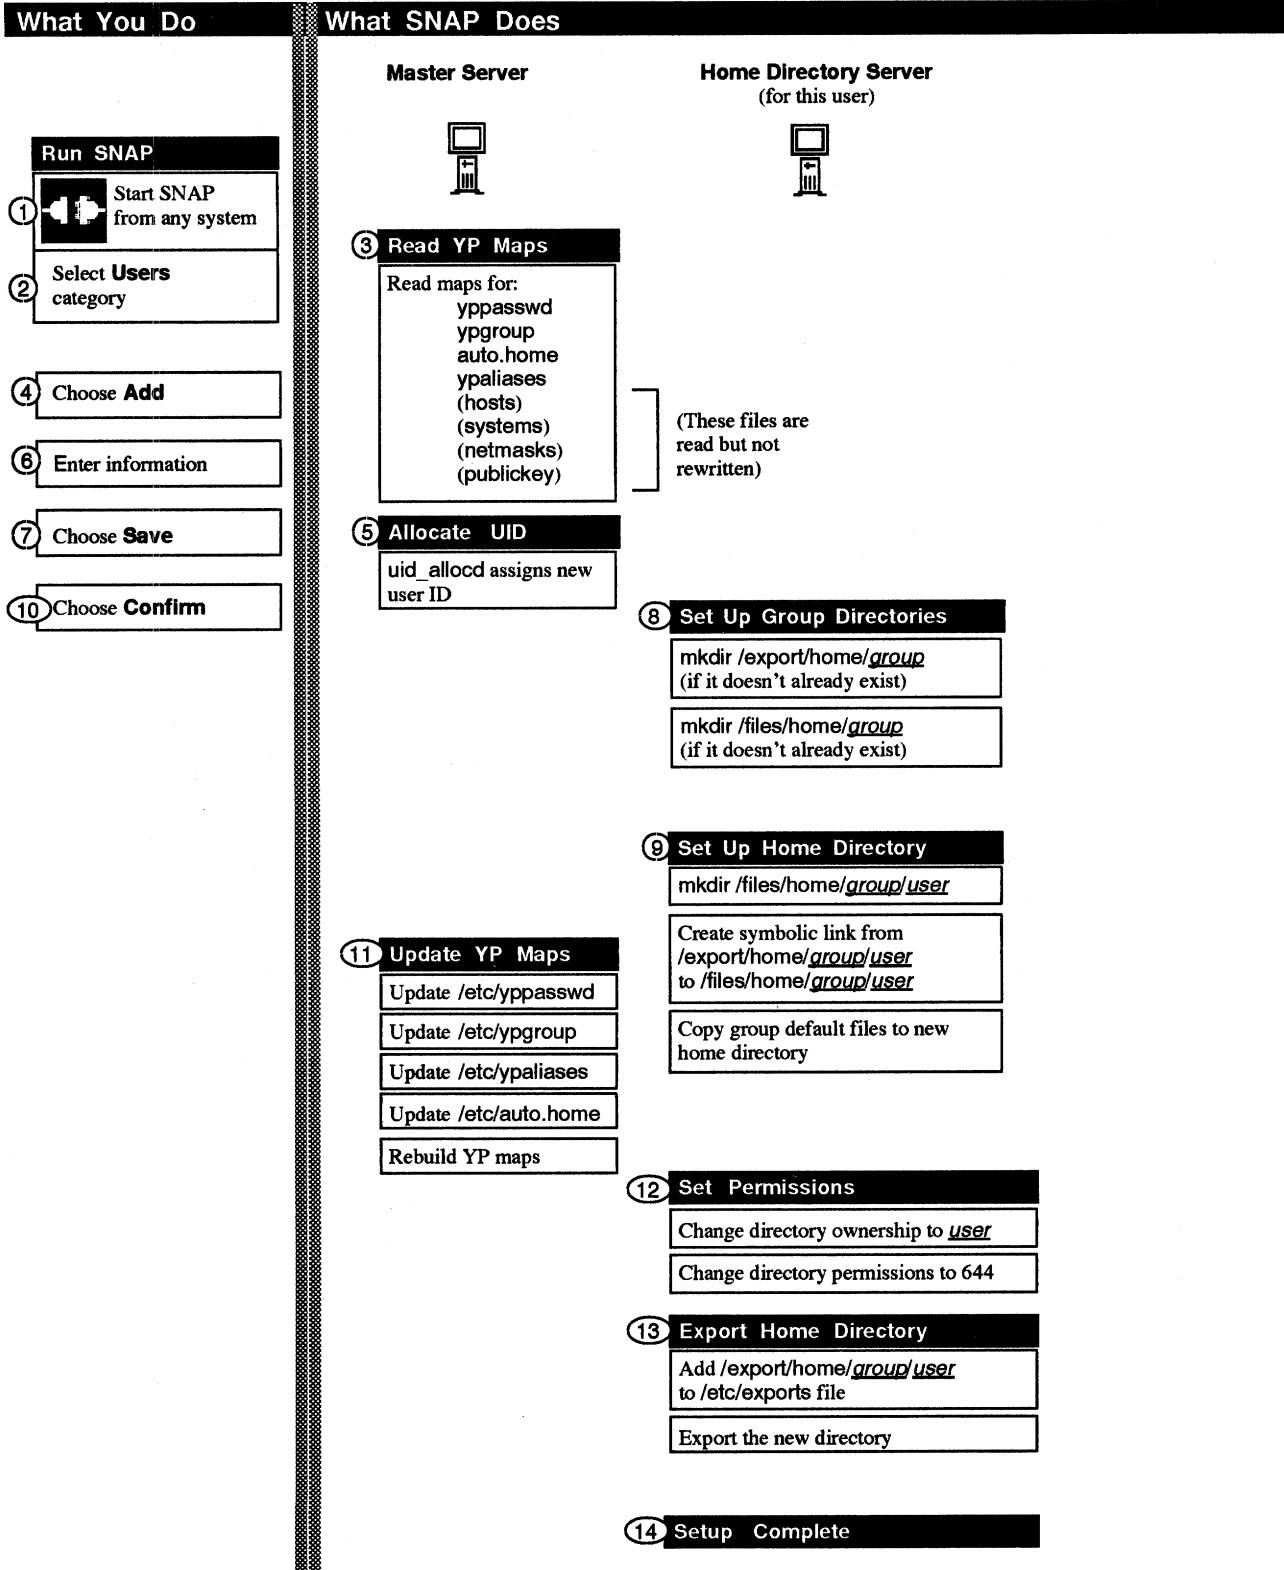 What You Do
What SNAP Does
Master Server
Home Directory Server
(for this user)
Run SNAP
1
Start SNAP
from any system
2
Select Users
category
3
Read YP Maps
Read maps for:
yppasswd
ypgroup
auto.home
ypaliases
(hosts)
(systems)
(netmasks)
(publickey)
(These files are
read but not
rewritten)
4
Choose Add
5
Allocate UID
uid_allocd assigns new
user ID
6
Enter information
7
Choose Save
8
Set Up Group Directories
mkdir /export/home/group
(if it doesn't already exist)
mkdir /files/home/group
(if it doesn't already exist)
9
Set Up Home Directory
mkdir /files/home/group/user
Create symbolic link from
/export/home/group/user
to /files/home/group/user
Copy group default files to new
home directory
10
Choose Confirm
11
Update YP Maps
Update /etc/yppasswd
Update /etc/ypgroup
Update /etc/ypaliases
Update /etc/auto.home
Rebuild YP maps
12
Set Permissions
Change directory ownership to user
Change directory permissions to 644
13
Export Home Directory
Add /export/home/group/user
to /etc/exports file
Export the new directory
14
Setup Complete